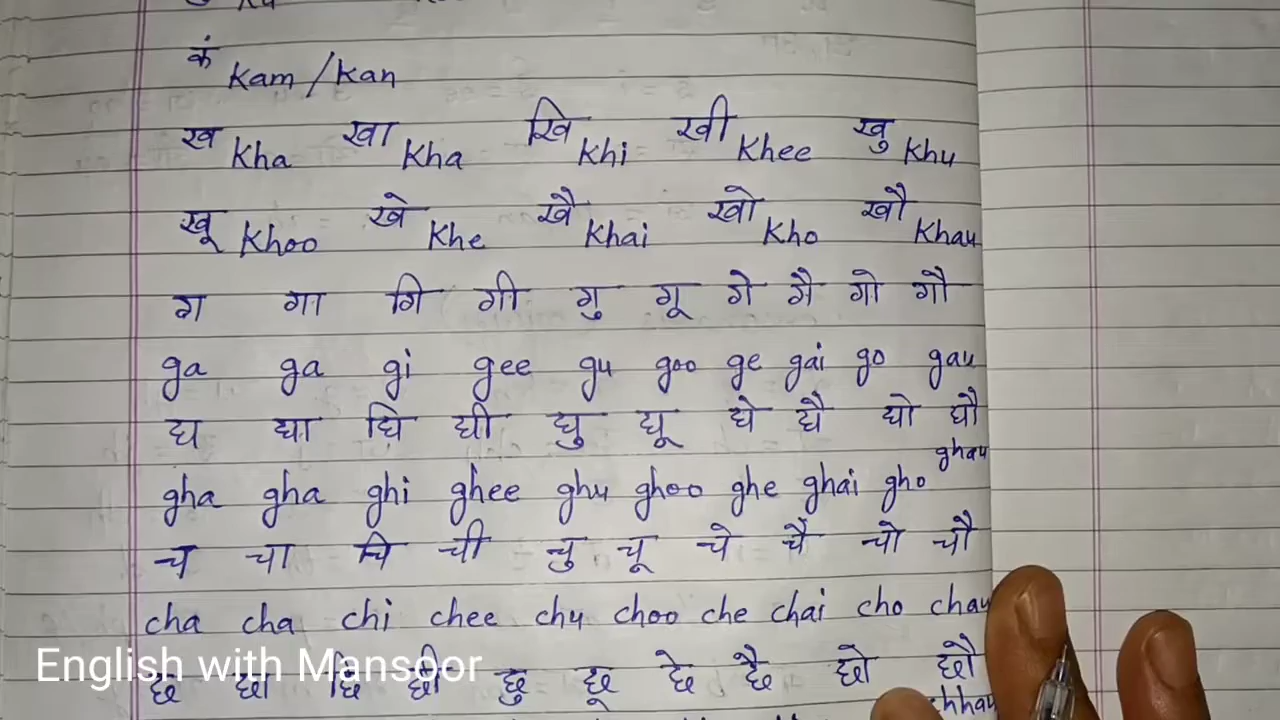 कं Kam/Kan
ख Kha खा Kha खि Khi खी Khee खु Khu
खू Khoo खे Khe खै Khai खो Kho खौ Khau
ग गा गि गी गु गू गे गै गो गौ
ga ga gi gee gu goo ge gai go gau
घ घा घि घी घु घू घे घै घो घौ
gha gha ghi ghee ghu ghoo ghe ghai gho ghau
च चा चि ची चु चू चे चै चो चौ
cha cha chi chee chu choo che chai cho chau
छ छा छि छी छु छू छे छै छो छौ
chhau
English with Mansoor